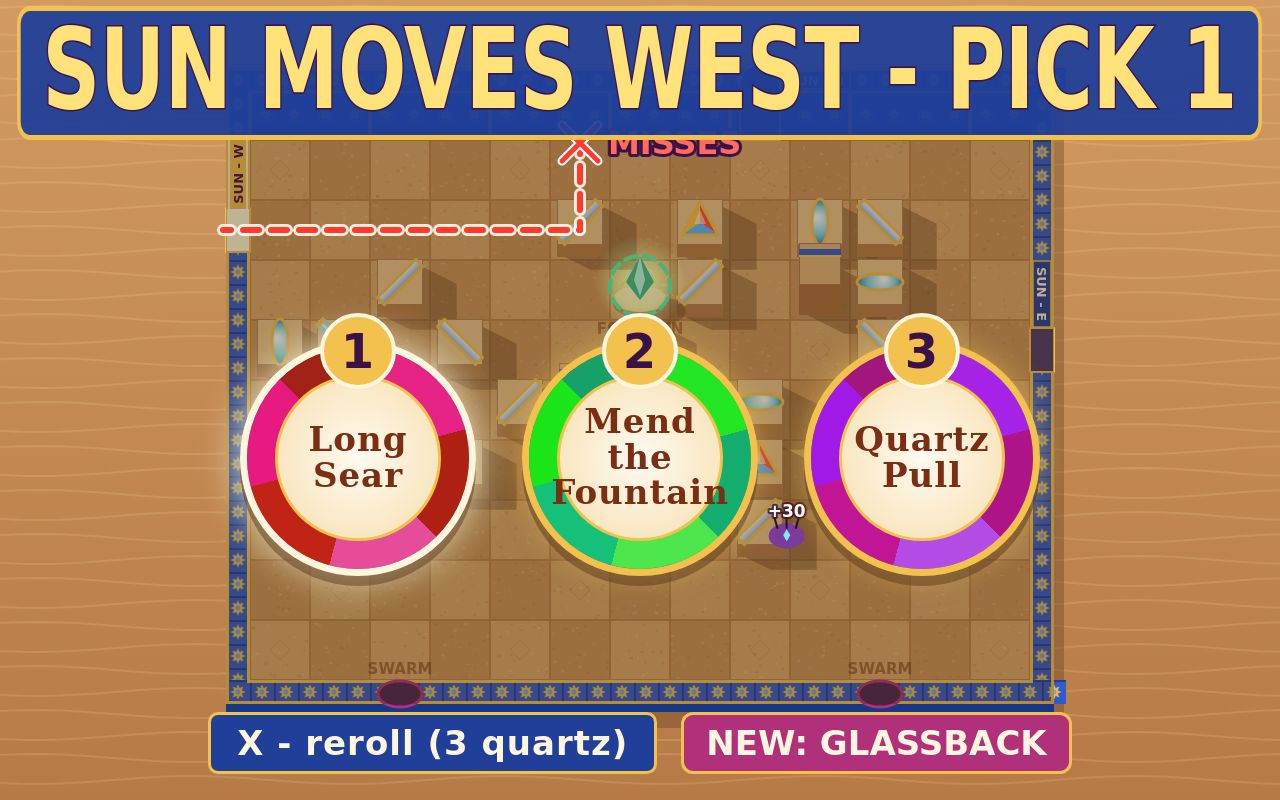 SUN MOVES WEST - PICK 1
MISSES
SUN - W
SUN - E
1
2
3
Long
Sear
Mend
the
Fountain
Quartz
Pull
+30
SWARM
SWARM
X - reroll (3 quartz)
NEW: GLASSBACK